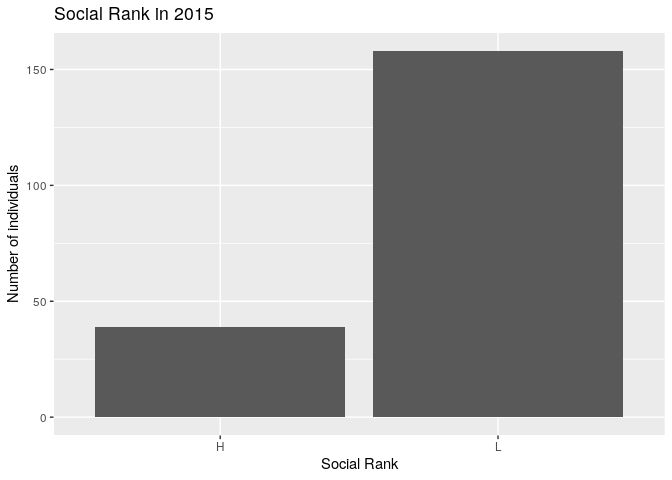 Social Rank in 2015
Number of individuals
150
100
50
0
H
L
Social Rank